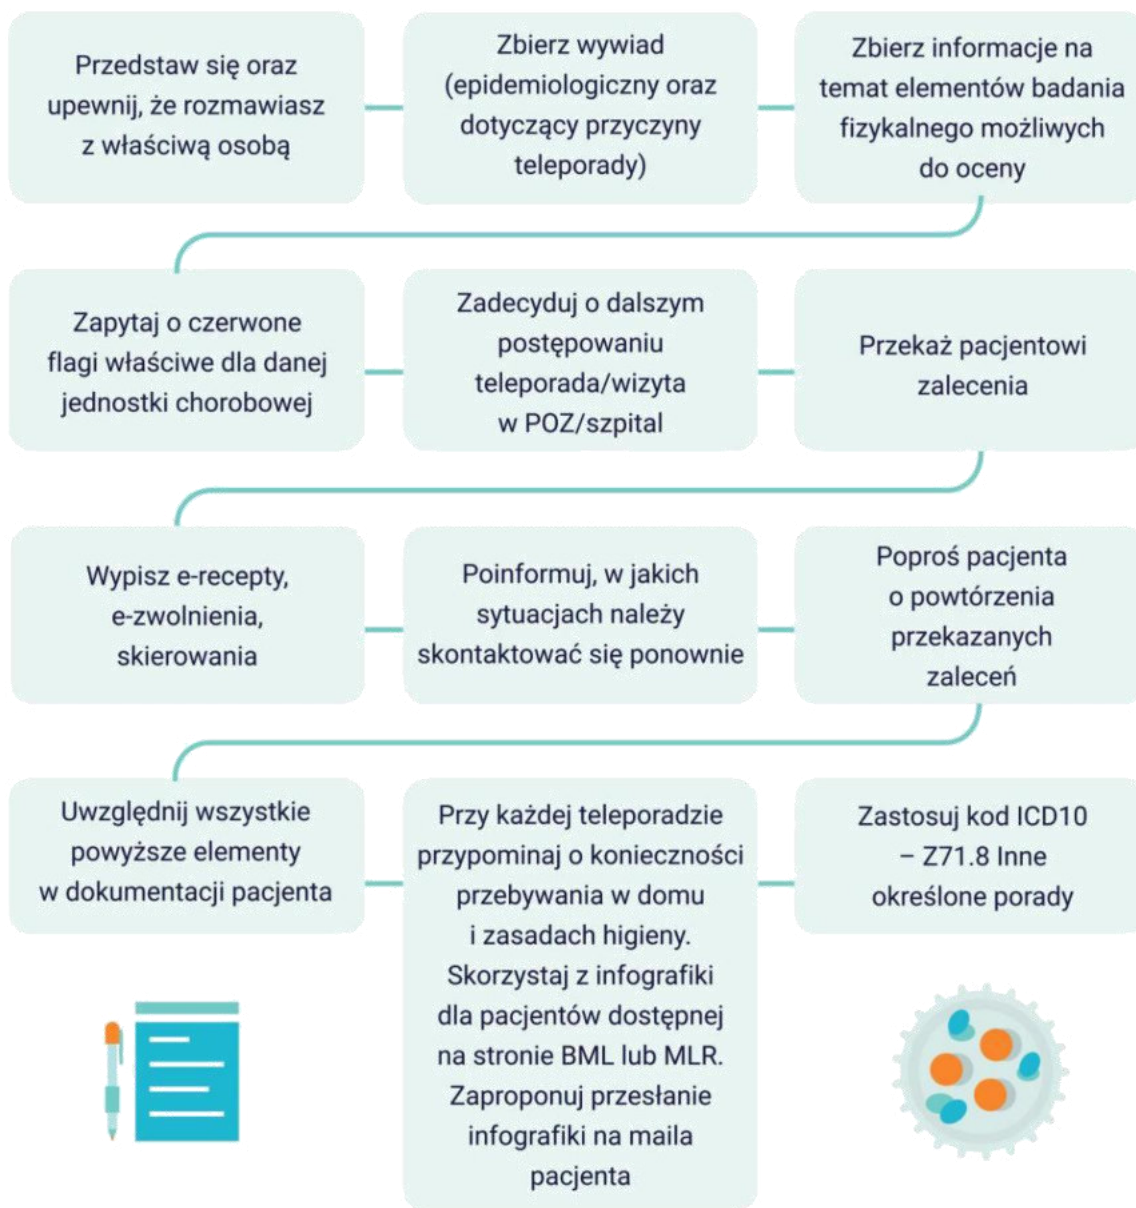 Przedstaw się oraz
upewnij, że rozmawiasz
z właściwą osobą
Zbierz wywiad
(epidemiologiczny oraz
dotyczący przyczyny
teleporady)
Zbierz informacje na
temat elementów badania
fizykalnego możliwych
do oceny
Zapytaj o czerwone
flagi właściwe dla danej
jednostki chorobowej
Zadecyduj o dalszym
postępowaniu
teleporada/wizyta
w POZ/szpital
Przekaż pacjentowi
zalecenia
Wypisz e-recepty,
e-zwolnienia,
skierowania
Poinformuj, w jakich
sytuacjach należy
skontaktować się ponownie
Poproś pacjenta
o powtórzenia
przekazanych
zaleceń
Uwzględnij wszystkie
powyższe elementy
w dokumentacji pacjenta
Przy każdej teleporadzie
przypominaj o konieczności
przebywania w domu
i zasadach higieny.
Skorzystaj z infografiki
dla pacjentów dostępnej
na stronie BML lub MLR.
Zaproponuj przesłanie
infografiki na maila
pacjenta
Zastosuj kod ICD10
– Z71.8 Inne
określone porady